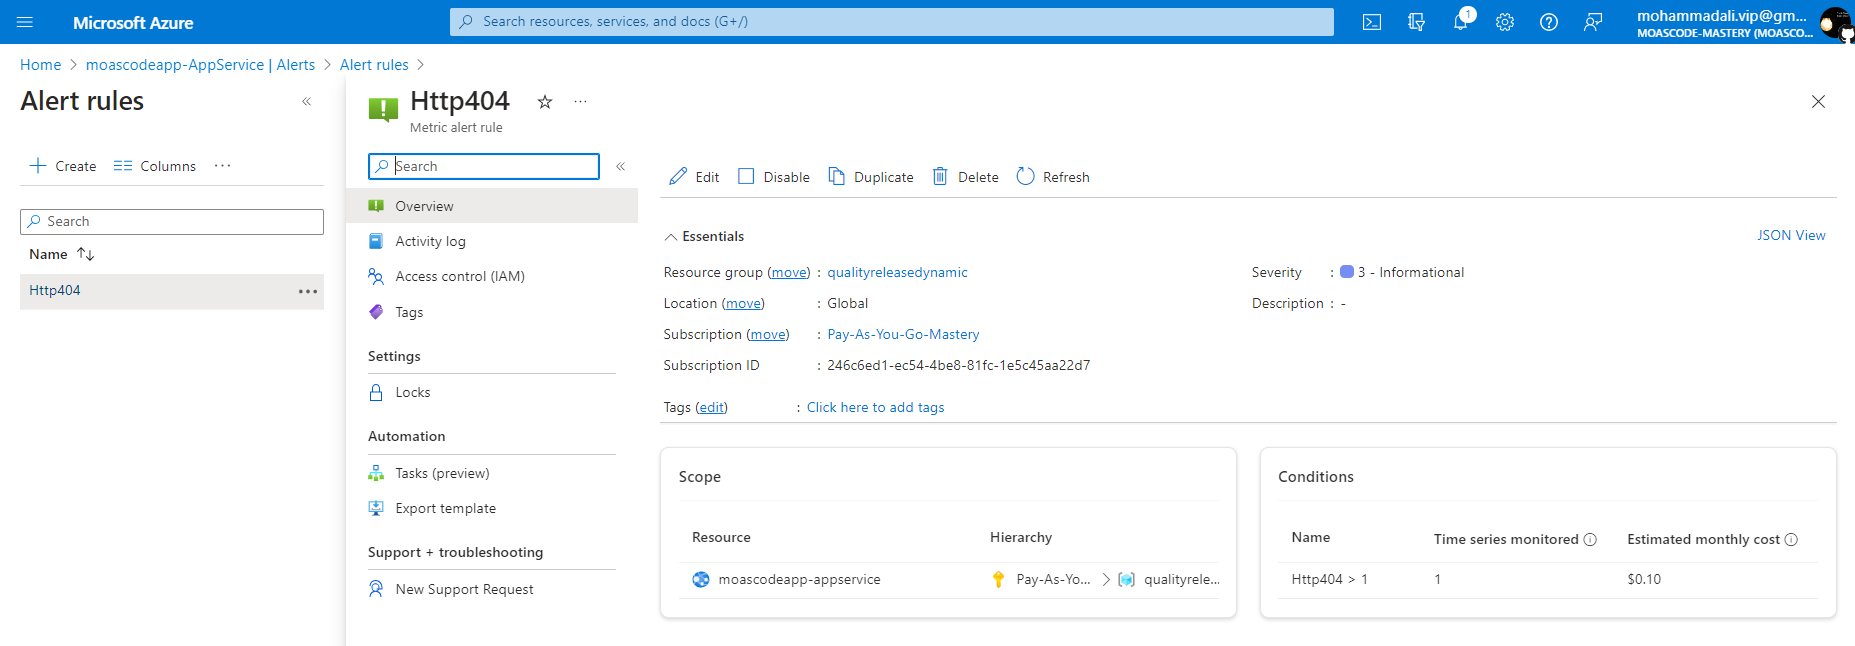 Microsoft Azure
Search resources, services, and docs (G+/)
1
mohammadali.vip@gm...
MOASCODE-MASTERY (MOASCO...
Home > moascodeapp-AppService | Alerts > Alert rules >
Alert rules «
Create Columns ...
Search
Name ↑↓
Http404 ...
Http404 ☆ ...
Metric alert rule
Search «
Overview
Activity log
Access control (IAM)
Tags
Settings
Locks
Automation
Tasks (preview)
Export template
Support + troubleshooting
New Support Request
Edit Disable Duplicate Delete Refresh
Essentials JSON View
Resource group (move) : qualityreleasedynamic
Location (move) : Global
Subscription (move) : Pay-As-You-Go-Mastery
Subscription ID : 246c6ed1-ec54-4be8-81fc-1e5c45aa22d7
Tags (edit) : Click here to add tags
Severity : 3 - Informational
Description : -
Scope
Resource Hierarchy
moascodeapp-appservice Pay-As-Yo... > qualityrele...
Conditions
Name Time series monitored Estimated monthly cost
Http404 > 1 1 $0.10